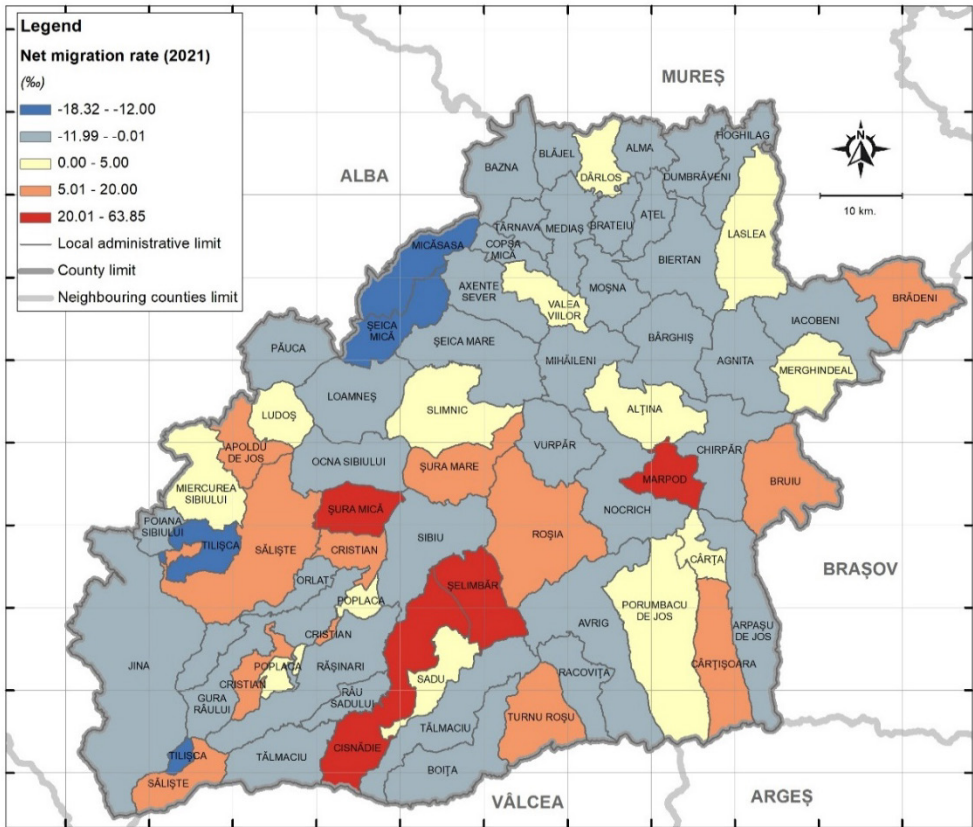 Legend
Net migration rate (2021)
(‰)
-18.32 - -12.00
-11.99 - -0.01
0.00 - 5.00
5.01 - 20.00
20.01 - 63.85
Local administrative limit
County limit
Neighbouring counties limit
MUREȘ
N
10 km.
ALBA
HOGHILAG
BLĂJEL
ALMA
BAZNA
DÂRLOS
DUMBRĂVENI
AȚEL
TÂRNAVA
MEDIAȘ
BRATEIU
LASLEA
MICĂSASA
COPȘA
MICĂ
BIERTAN
AXENTE
SEVER
MOȘNA
BRĂDENI
VALEA
VIILOR
IACOBENI
ȘEICA
MICĂ
ȘEICA MARE
BÂRGHIȘ
PĂUCA
MIHĂILENI
AGNITA
MERGHINDEAL
LOAMNEȘ
LUDOȘ
SLIMNIC
ALȚINA
APOLDU
DE JOS
VURPĂR
CHIRPĂR
OCNA SIBIULUI
ȘURA MARE
MARPOD
BRUIU
MIERCUREA
SIBIULUI
ȘURA MICĂ
NOCRICH
POIANA
SIBIULUI
SIBIU
ROȘIA
TILIȘCA
SĂLIȘTE
CRISTIAN
CÂRȚA
BRAȘOV
ORLAT
ȘELIMBĂR
POPLACA
PORUMBACU
DE JOS
AVRIG
ARPAȘU
DE JOS
CRISTIAN
JINA
POPLACA
RĂȘINARI
CÂRȚIȘOARA
CRISTIAN
SADU
RACOVIȚA
GURA
RÂULUI
RÂU
SADULUI
TURNU ROȘU
TĂLMACIU
TILIȘCA
TĂLMACIU
CISNĂDIE
BOIȚA
SĂLIȘTE
VÂLCEA
ARGEȘ